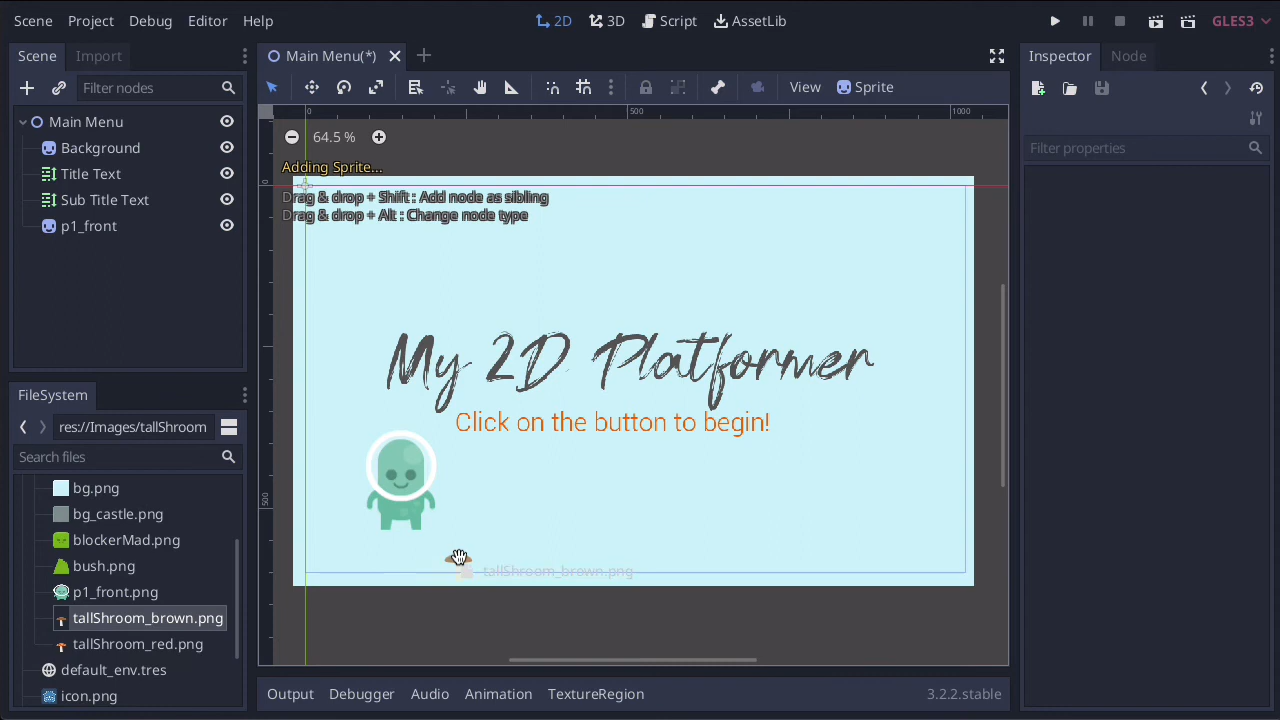 Scene Project Debug Editor Help 2D 3D Script AssetLib GLES3
Scene Import Main Menu(*) Inspector Node
Filter nodes View Sprite
Main Menu
Background
Title Text
Sub Title Text
p1_front
0 500 1000
64.5 %
Adding Sprite...
Drag & drop + Shift : Add node as sibling
Drag & drop + Alt : Change node type
My 2D Platformer
Click on the button to begin!
tallShroom_brown.png
0
500
Filter properties
FileSystem
res://Images/tallShroom
Search files
bg.png
bg_castle.png
blockerMad.png
bush.png
p1_front.png
tallShroom_brown.png
tallShroom_red.png
default_env.tres
icon.png
Output Debugger Audio Animation TextureRegion 3.2.2.stable